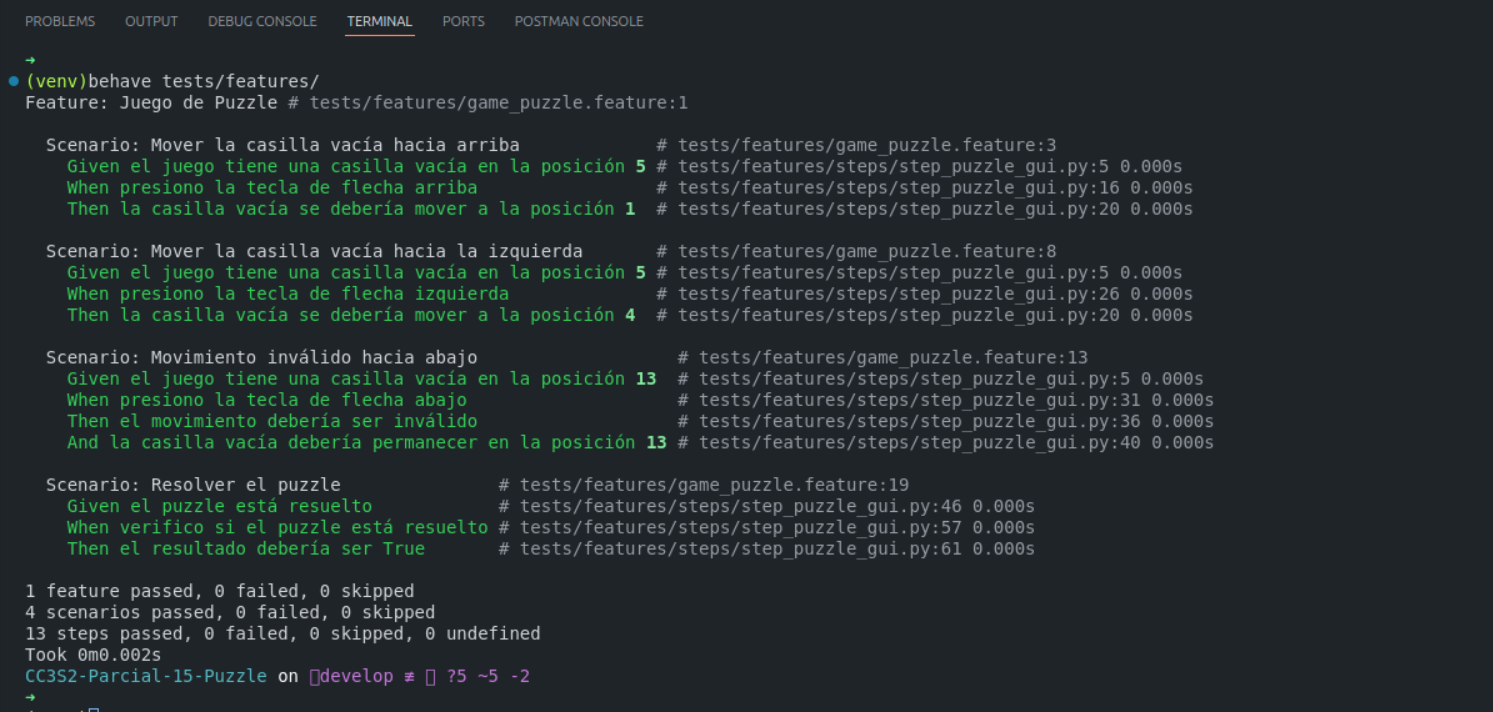 PROBLEMS OUTPUT DEBUG CONSOLE TERMINAL PORTS POSTMAN CONSOLE
→
(venv)behave tests/features/
Feature: Juego de Puzzle # tests/features/game_puzzle.feature:1
Scenario: Mover la casilla vacía hacia arriba # tests/features/game_puzzle.feature:3
Given el juego tiene una casilla vacía en la posición 5 # tests/features/steps/step_puzzle_gui.py:5 0.000s
When presiono la tecla de flecha arriba # tests/features/steps/step_puzzle_gui.py:16 0.000s
Then la casilla vacía se debería mover a la posición 1 # tests/features/steps/step_puzzle_gui.py:20 0.000s
Scenario: Mover la casilla vacía hacia la izquierda # tests/features/game_puzzle.feature:8
Given el juego tiene una casilla vacía en la posición 5 # tests/features/steps/step_puzzle_gui.py:5 0.000s
When presiono la tecla de flecha izquierda # tests/features/steps/step_puzzle_gui.py:26 0.000s
Then la casilla vacía se debería mover a la posición 4 # tests/features/steps/step_puzzle_gui.py:20 0.000s
Scenario: Movimiento inválido hacia abajo # tests/features/game_puzzle.feature:13
Given el juego tiene una casilla vacía en la posición 13 # tests/features/steps/step_puzzle_gui.py:5 0.000s
When presiono la tecla de flecha abajo # tests/features/steps/step_puzzle_gui.py:31 0.000s
Then el movimiento debería ser inválido # tests/features/steps/step_puzzle_gui.py:36 0.000s
And la casilla vacía debería permanecer en la posición 13 # tests/features/steps/step_puzzle_gui.py:40 0.000s
Scenario: Resolver el puzzle # tests/features/game_puzzle.feature:19
Given el puzzle está resuelto # tests/features/steps/step_puzzle_gui.py:46 0.000s
When verifico si el puzzle está resuelto # tests/features/steps/step_puzzle_gui.py:57 0.000s
Then el resultado debería ser True # tests/features/steps/step_puzzle_gui.py:61 0.000s
1 feature passed, 0 failed, 0 skipped
4 scenarios passed, 0 failed, 0 skipped
13 steps passed, 0 failed, 0 skipped, 0 undefined
Took 0m0.002s
CC3S2-Parcial-15-Puzzle on develop ≢ ?5 ~5 -2
→